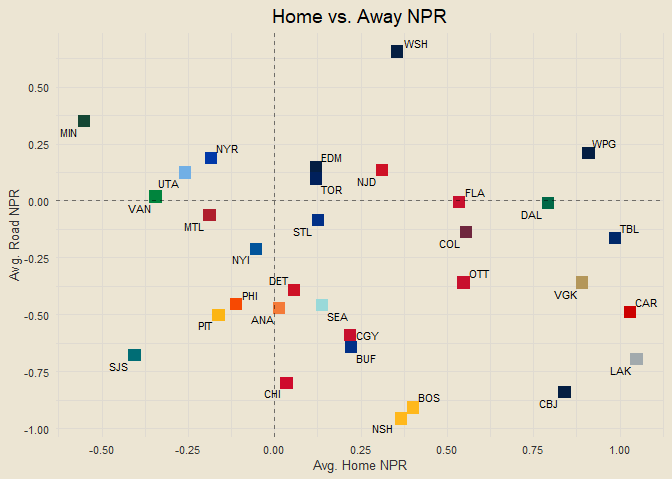 Home vs. Away NPR
WSH
0.50
MIN
NYR
EDM
WPG
0.25
UTA
NJD
TOR
FLA
0.00
VAN
DAL
MTL
STL
TBL
COL
NYI
-0.25
OTT
DET
VGK
PHI
CAR
ANA
SEA
-0.50
PIT
CGY
BUF
SJS
LAK
-0.75
CHI
BOS
CBJ
NSH
-1.00
Avg. Road NPR
-0.50 -0.25 0.00 0.25 0.50 0.75 1.00
Avg. Home NPR